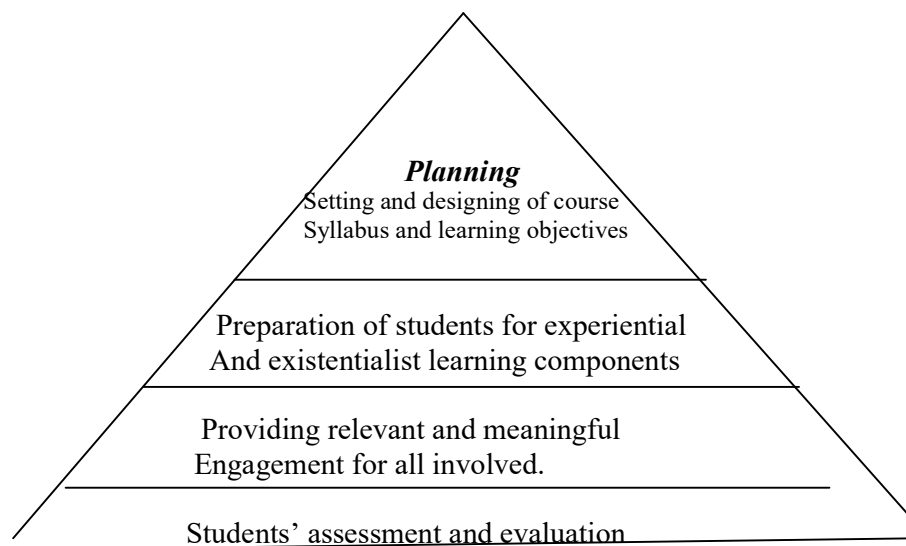 Planning
Setting and designing of course
Syllabus and learning objectives
Preparation of students for experiential
And existentialist learning components
Providing relevant and meaningful
Engagement for all involved.
Students’ assessment and evaluation